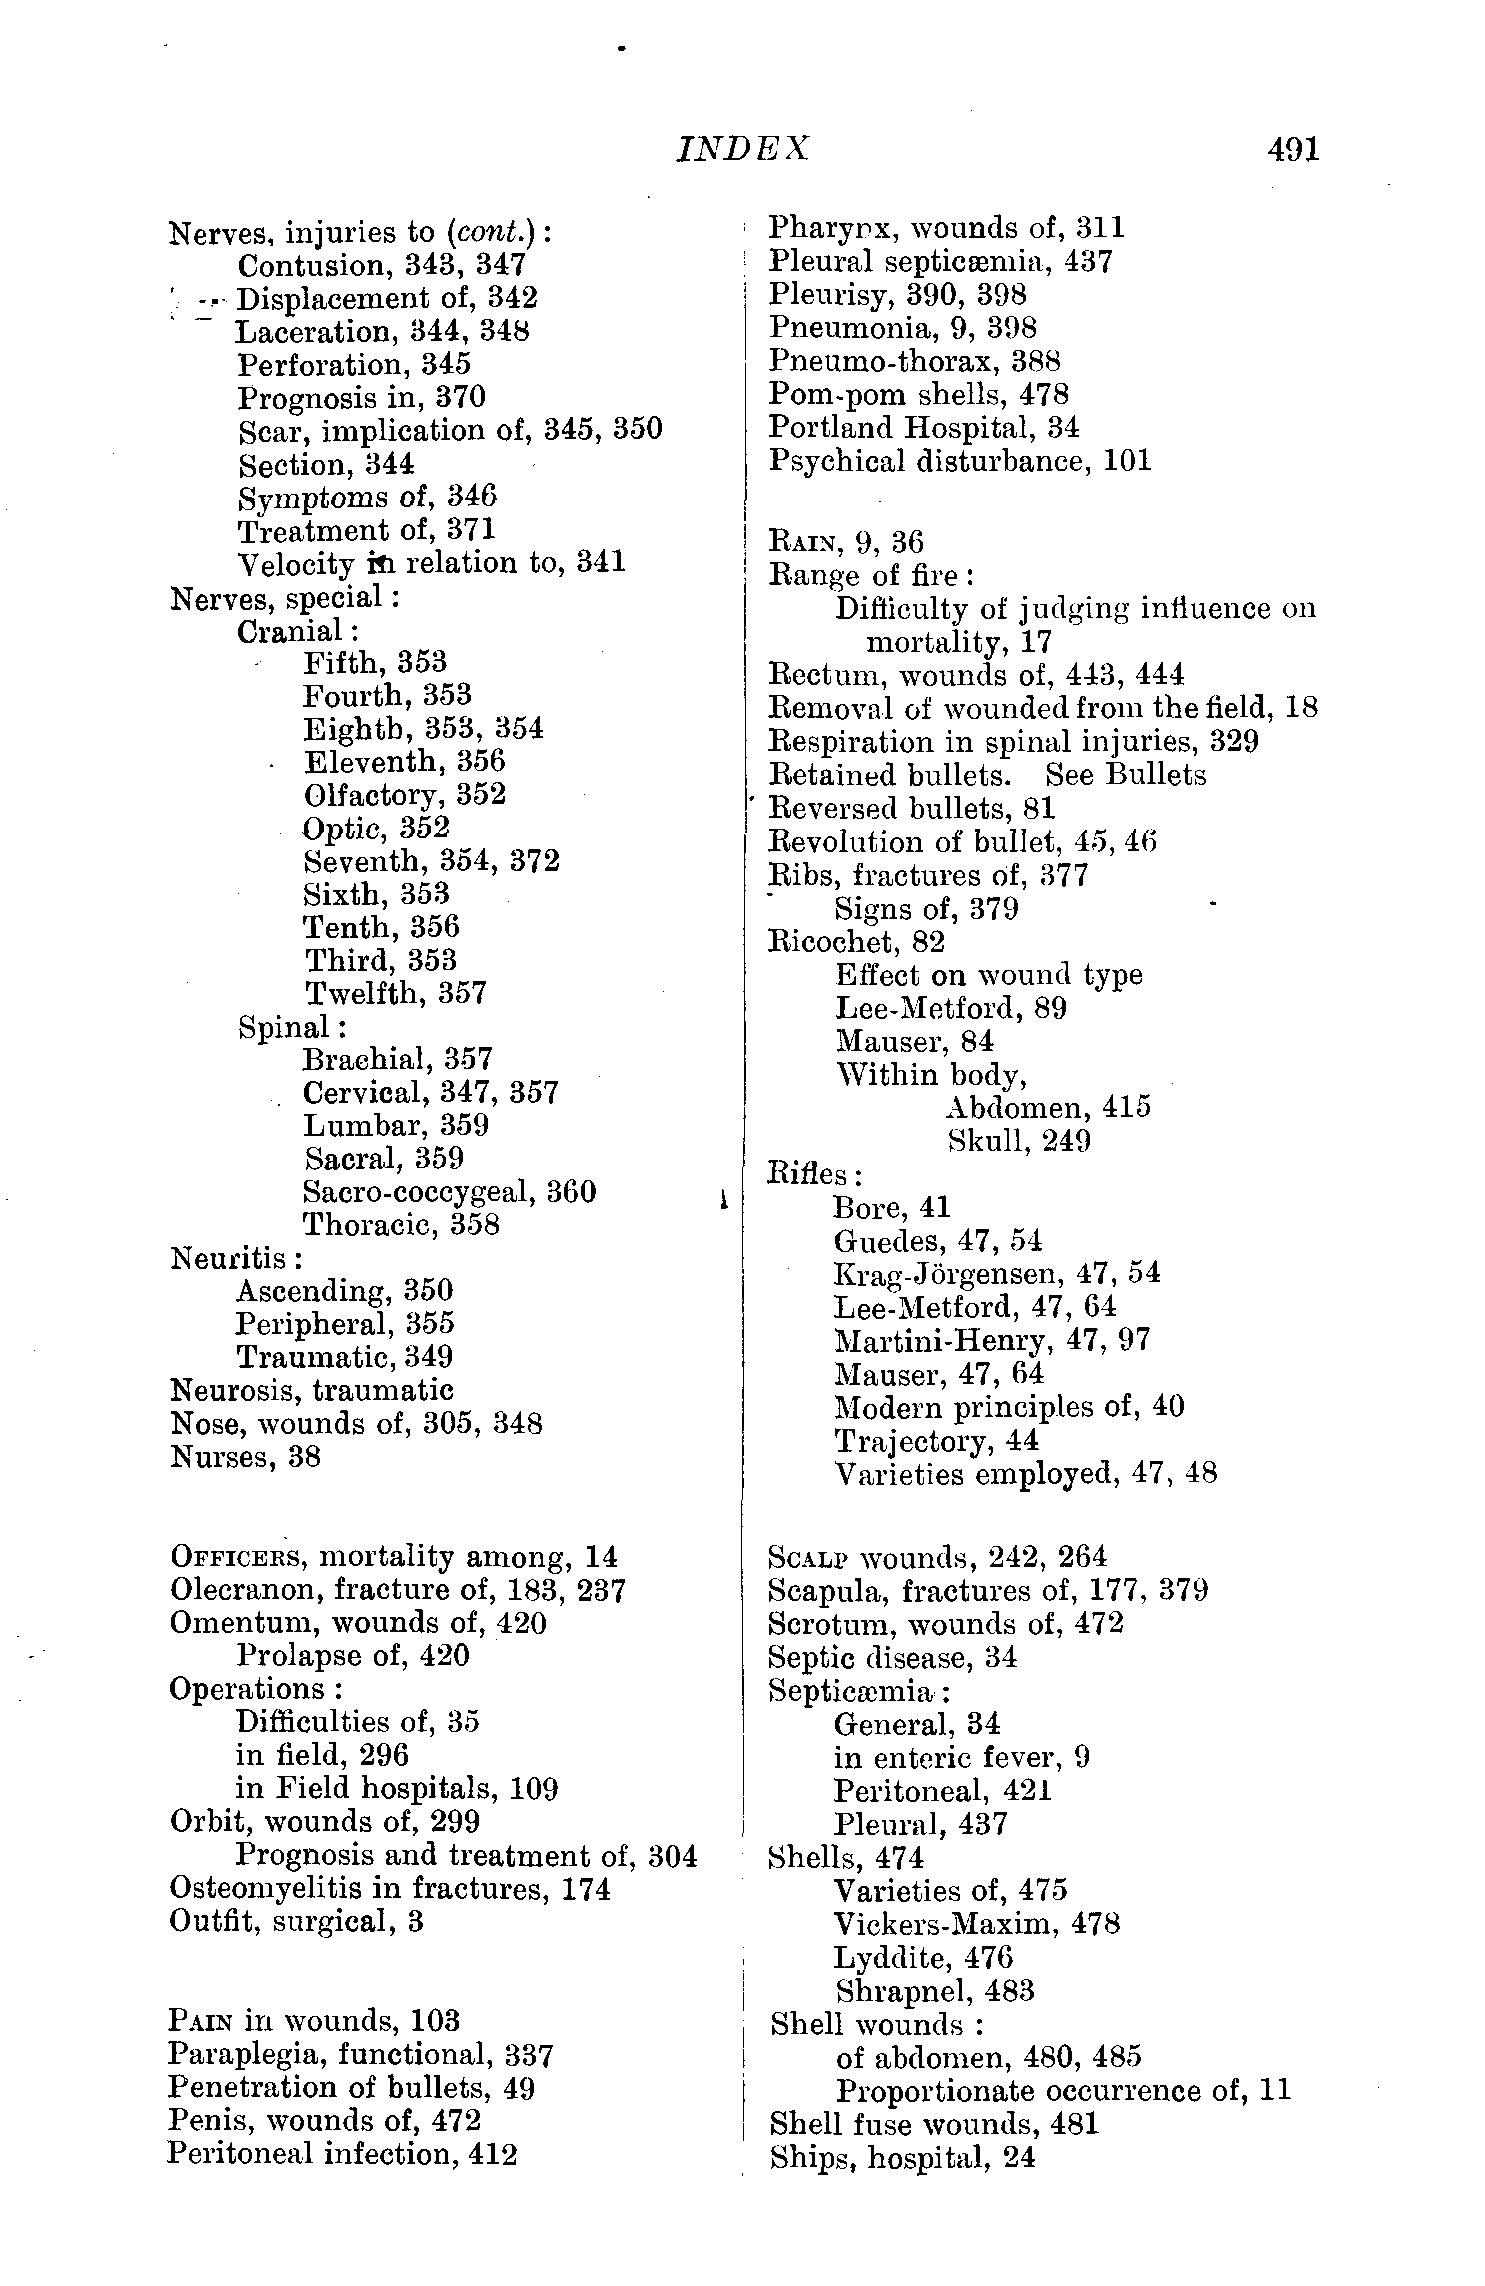 INDEX 491
Nerves, injuries to (cont.) :
Contusion, 343, 347
Displacement of, 342
Laceration, 344, 348
Perforation, 345
Prognosis in, 370
Scar, implication of, 345, 350
Section, 344
Symptoms of, 346
Treatment of, 371
Velocity in relation to, 341
Nerves, special :
Cranial :
Fifth, 353
Fourth, 353
Eighth, 353, 354
Eleventh, 356
Olfactory, 352
Optic, 352
Seventh, 354, 372
Sixth, 353
Tenth, 356
Third, 353
Twelfth, 357
Spinal :
Brachial, 357
Cervical, 347, 357
Lumbar, 359
Sacral, 359
Sacro-coccygeal, 360
Thoracic, 358
Neuritis :
Ascending, 350
Peripheral, 355
Traumatic, 349
Neurosis, traumatic
Nose, wounds of, 305, 348
Nurses, 38
OFFICERS, mortality among, 14
Olecranon, fracture of, 183, 237
Omentum, wounds of, 420
Prolapse of, 420
Operations :
Difficulties of, 35
in field, 296
in Field hospitals, 109
Orbit, wounds of, 299
Prognosis and treatment of, 304
Osteomyelitis in fractures, 174
Outfit, surgical, 3
PAIN in wounds, 103
Paraplegia, functional, 337
Penetration of bullets, 49
Penis, wounds of, 472
Peritoneal infection, 412
Pharynx, wounds of, 311
Pleural septicæmia, 437
Pleurisy, 390, 398
Pneumonia, 9, 398
Pneumo-thorax, 388
Pom-pom shells, 478
Portland Hospital, 34
Psychical disturbance, 101
RAIN, 9, 36
Range of fire :
Difficulty of judging influence on
mortality, 17
Rectum, wounds of, 443, 444
Removal of wounded from the field, 18
Respiration in spinal injuries, 329
Retained bullets. See Bullets
Reversed bullets, 81
Revolution of bullet, 45, 46
Ribs, fractures of, 377
Signs of, 379
Ricochet, 82
Effect on wound type
Lee-Metford, 89
Mauser, 84
Within body,
Abdomen, 415
Skull, 249
Rifles :
Bore, 41
Guedes, 47, 54
Krag-Jörgensen, 47, 54
Lee-Metford, 47, 64
Martini-Henry, 47, 97
Mauser, 47, 64
Modern principles of, 40
Trajectory, 44
Varieties employed, 47, 48
SCALP wounds, 242, 264
Scapula, fractures of, 177, 379
Scrotum, wounds of, 472
Septic disease, 34
Septicæmia :
General, 34
in enteric fever, 9
Peritoneal, 421
Pleural, 437
Shells, 474
Varieties of, 475
Vickers-Maxim, 478
Lyddite, 476
Shrapnel, 483
Shell wounds :
of abdomen, 480, 485
Proportionate occurrence of, 11
Shell fuse wounds, 481
Ships, hospital, 24